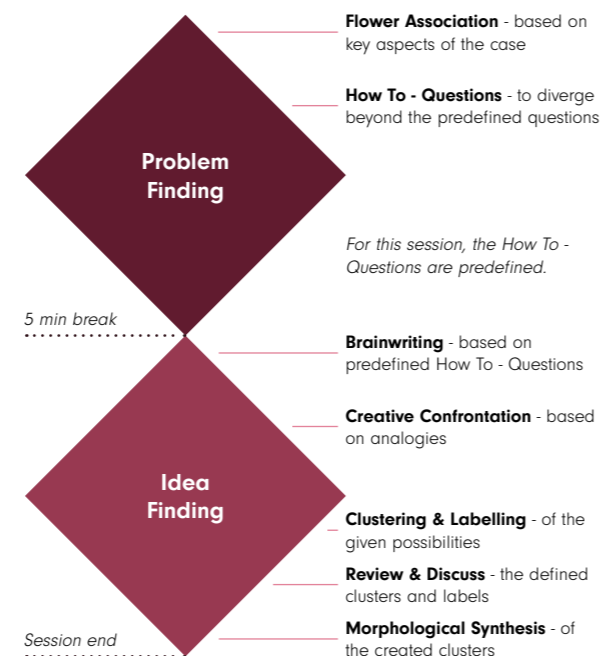 Flower Association - based on
key aspects of the case
How To - Questions - to diverge
beyond the predefined questions
Problem
Finding
For this session, the How To -
Questions are predefined.
5 min break
Brainwriting - based on
predefined How To - Questions
Creative Confrontation - based
on analogies
Idea
Finding
Clustering & Labelling - of the
given possibilities
Review & Discuss - the defined
clusters and labels
Morphological Synthesis - of
the created clusters
Session end